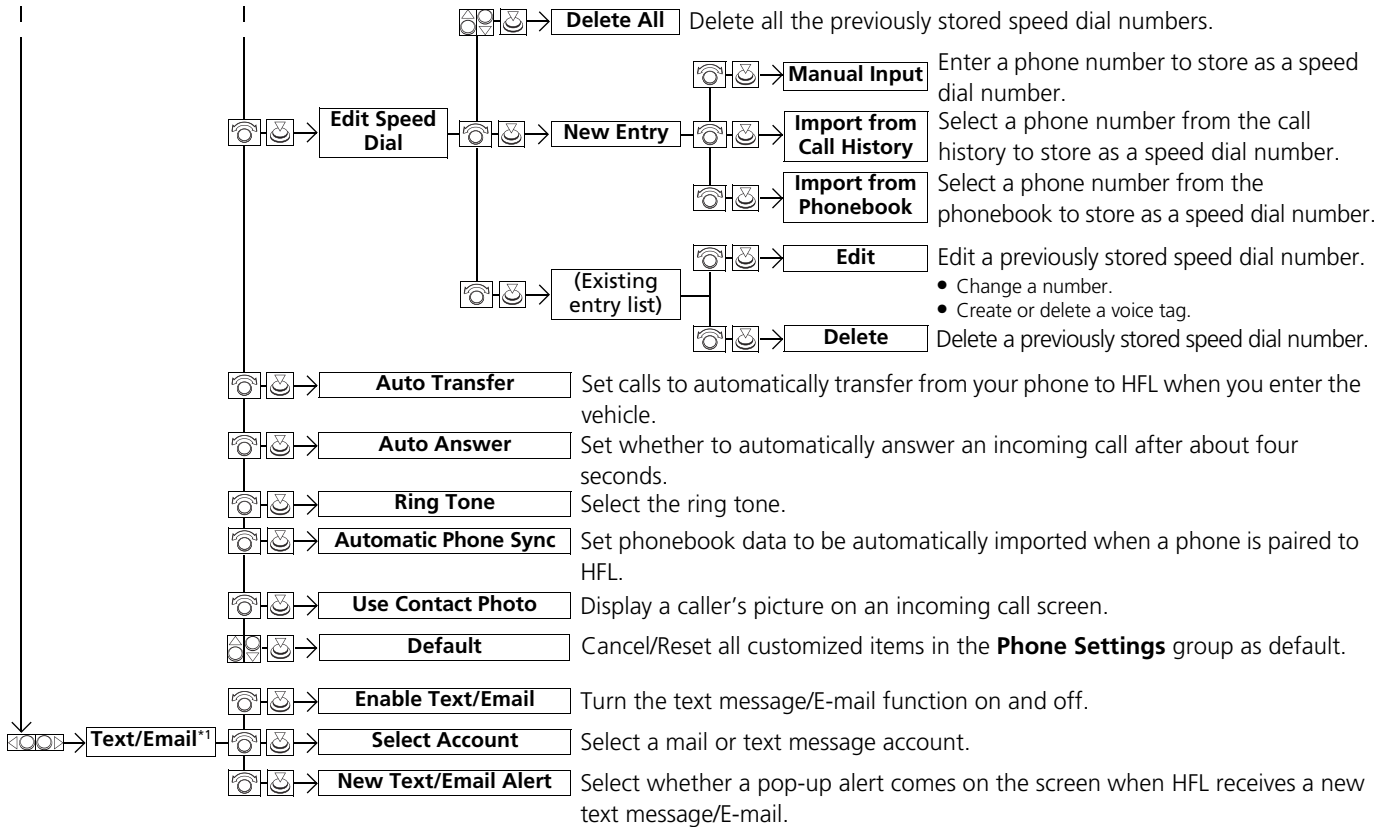 Delete All Delete all the previously stored speed dial numbers.
Manual Input Enter a phone number to store as a speed
dial number.
Edit Speed
Dial
New Entry
Import from
Call History
Select a phone number from the call
history to store as a speed dial number.
Import from
Phonebook
Select a phone number from the
phonebook to store as a speed dial number.
(Existing
entry list)
Edit Edit a previously stored speed dial number.
• Change a number.
• Create or delete a voice tag.
Delete Delete a previously stored speed dial number.
Auto Transfer Set calls to automatically transfer from your phone to HFL when you enter the
vehicle.
Auto Answer Set whether to automatically answer an incoming call after about four
seconds.
Ring Tone Select the ring tone.
Automatic Phone Sync Set phonebook data to be automatically imported when a phone is paired to
HFL.
Use Contact Photo Display a caller's picture on an incoming call screen.
Default Cancel/Reset all customized items in the Phone Settings group as default.
Text/Email*1
Enable Text/Email Turn the text message/E-mail function on and off.
Select Account Select a mail or text message account.
New Text/Email Alert Select whether a pop-up alert comes on the screen when HFL receives a new
text message/E-mail.